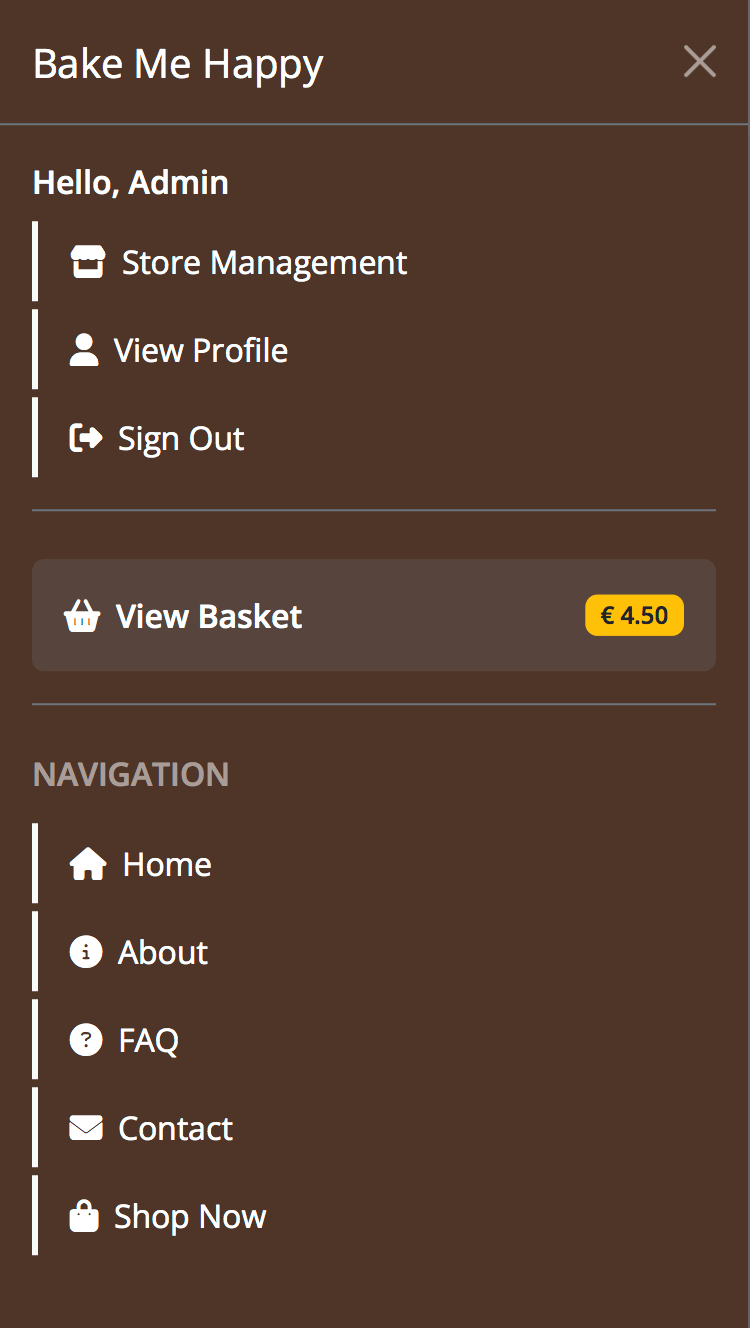 Bake Me Happy
Hello, Admin
Store Management
View Profile
Sign Out
View Basket
€ 4.50
NAVIGATION
Home
About
FAQ
Contact
Shop Now